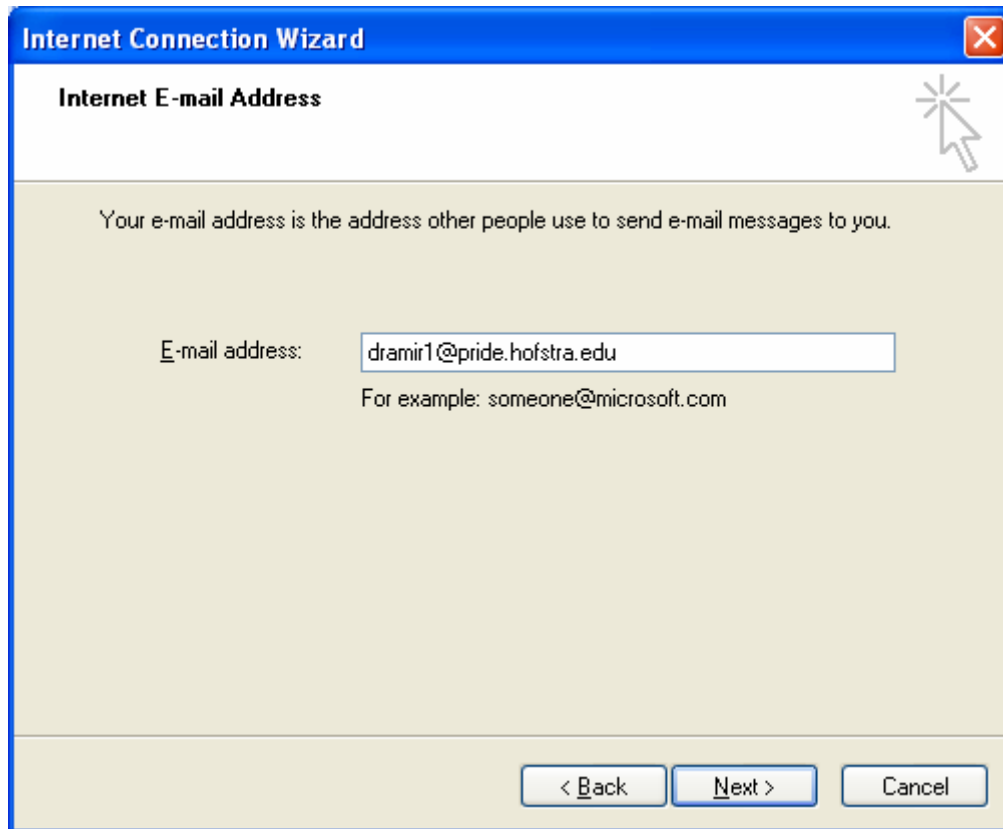 Internet Connection Wizard
Internet E-mail Address
Your e-mail address is the address other people use to send e-mail messages to you.
E-mail address: dramir1@pride.hofstra.edu
For example: someone@microsoft.com
< Back Next > Cancel